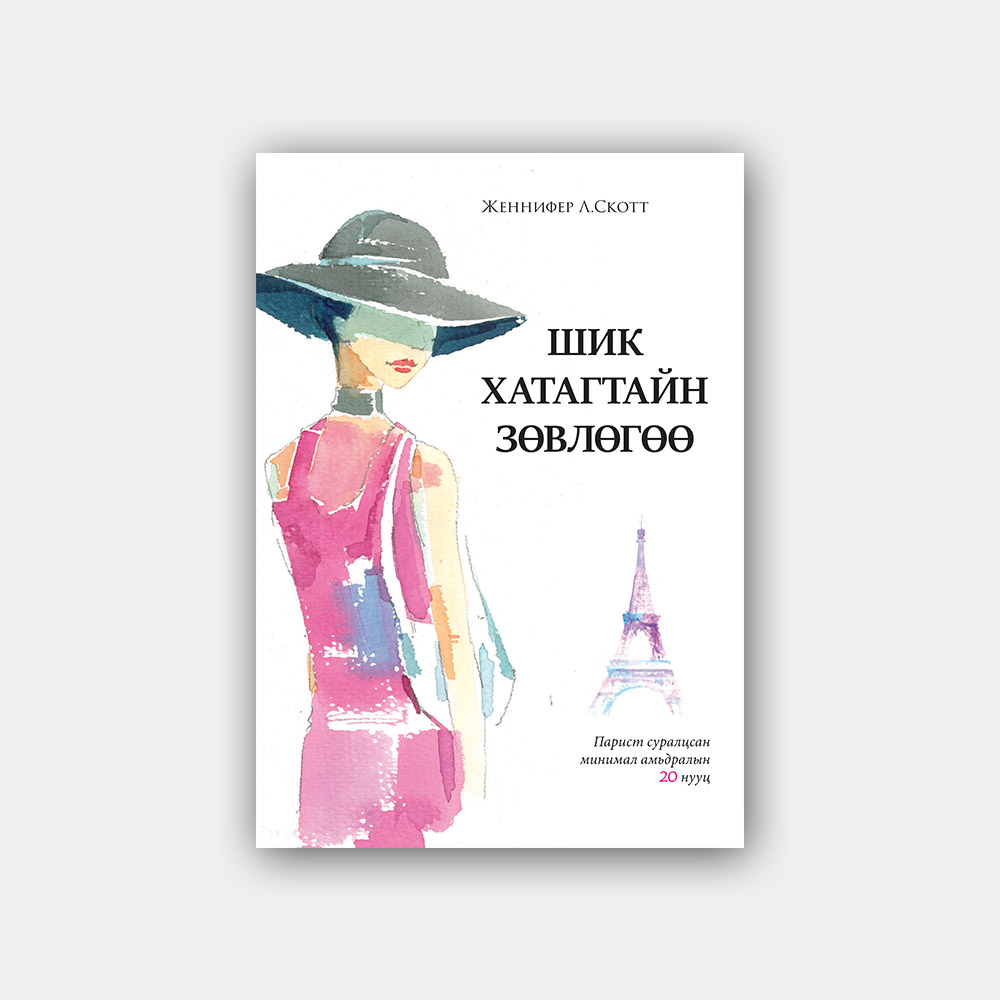 Женнифер Л.Скотт
ШИК
ХАТАГТАЙН
ЗӨВЛӨГӨӨ
Парист суралцсан
минимал амьдралын
20 нууц